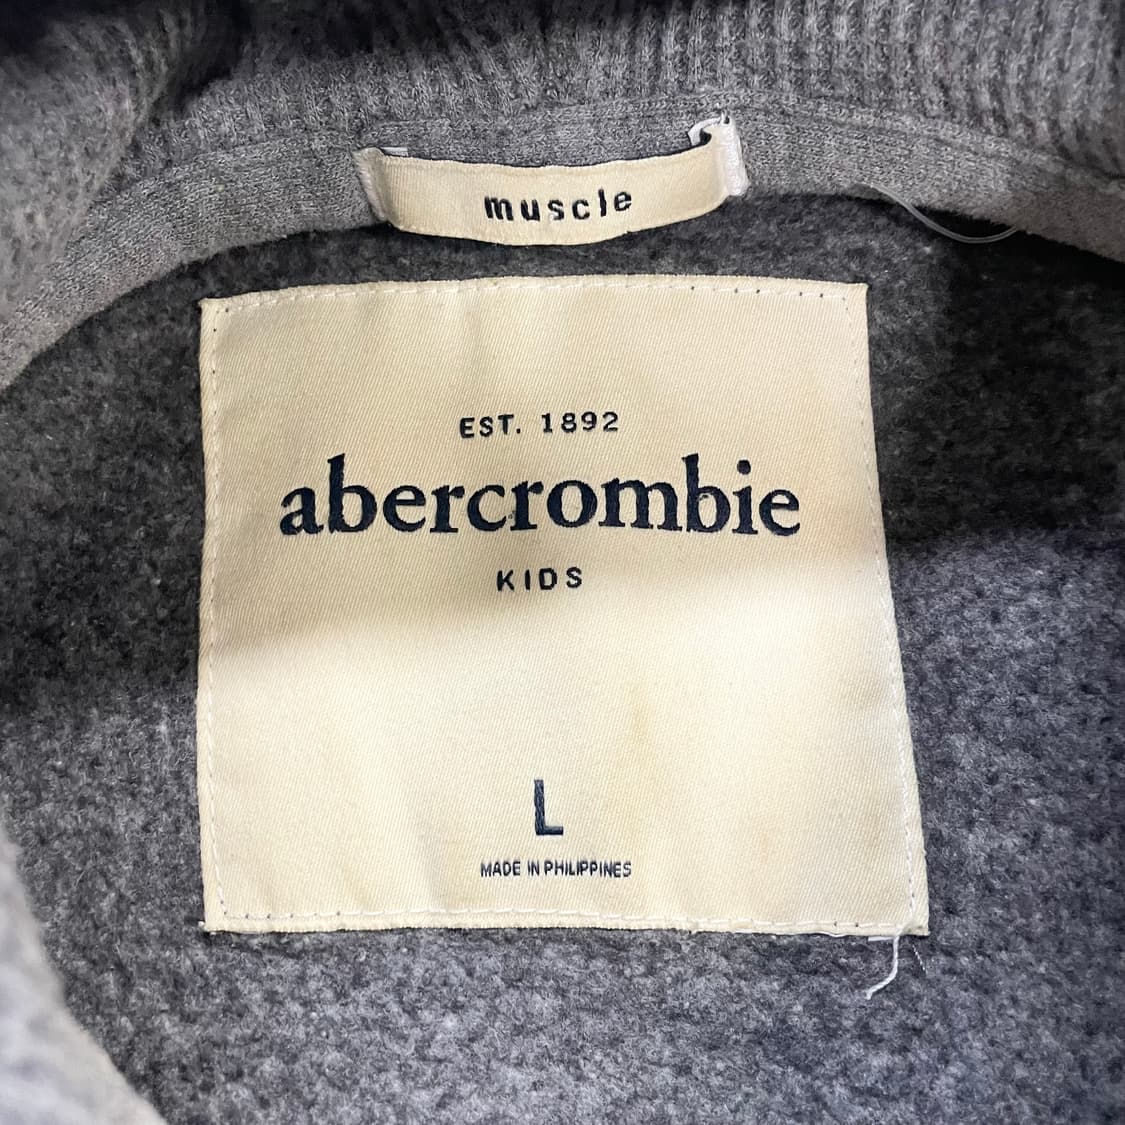 muscle
EST. 1892
abercrombie
KIDS
L
MADE IN PHILIPPINES